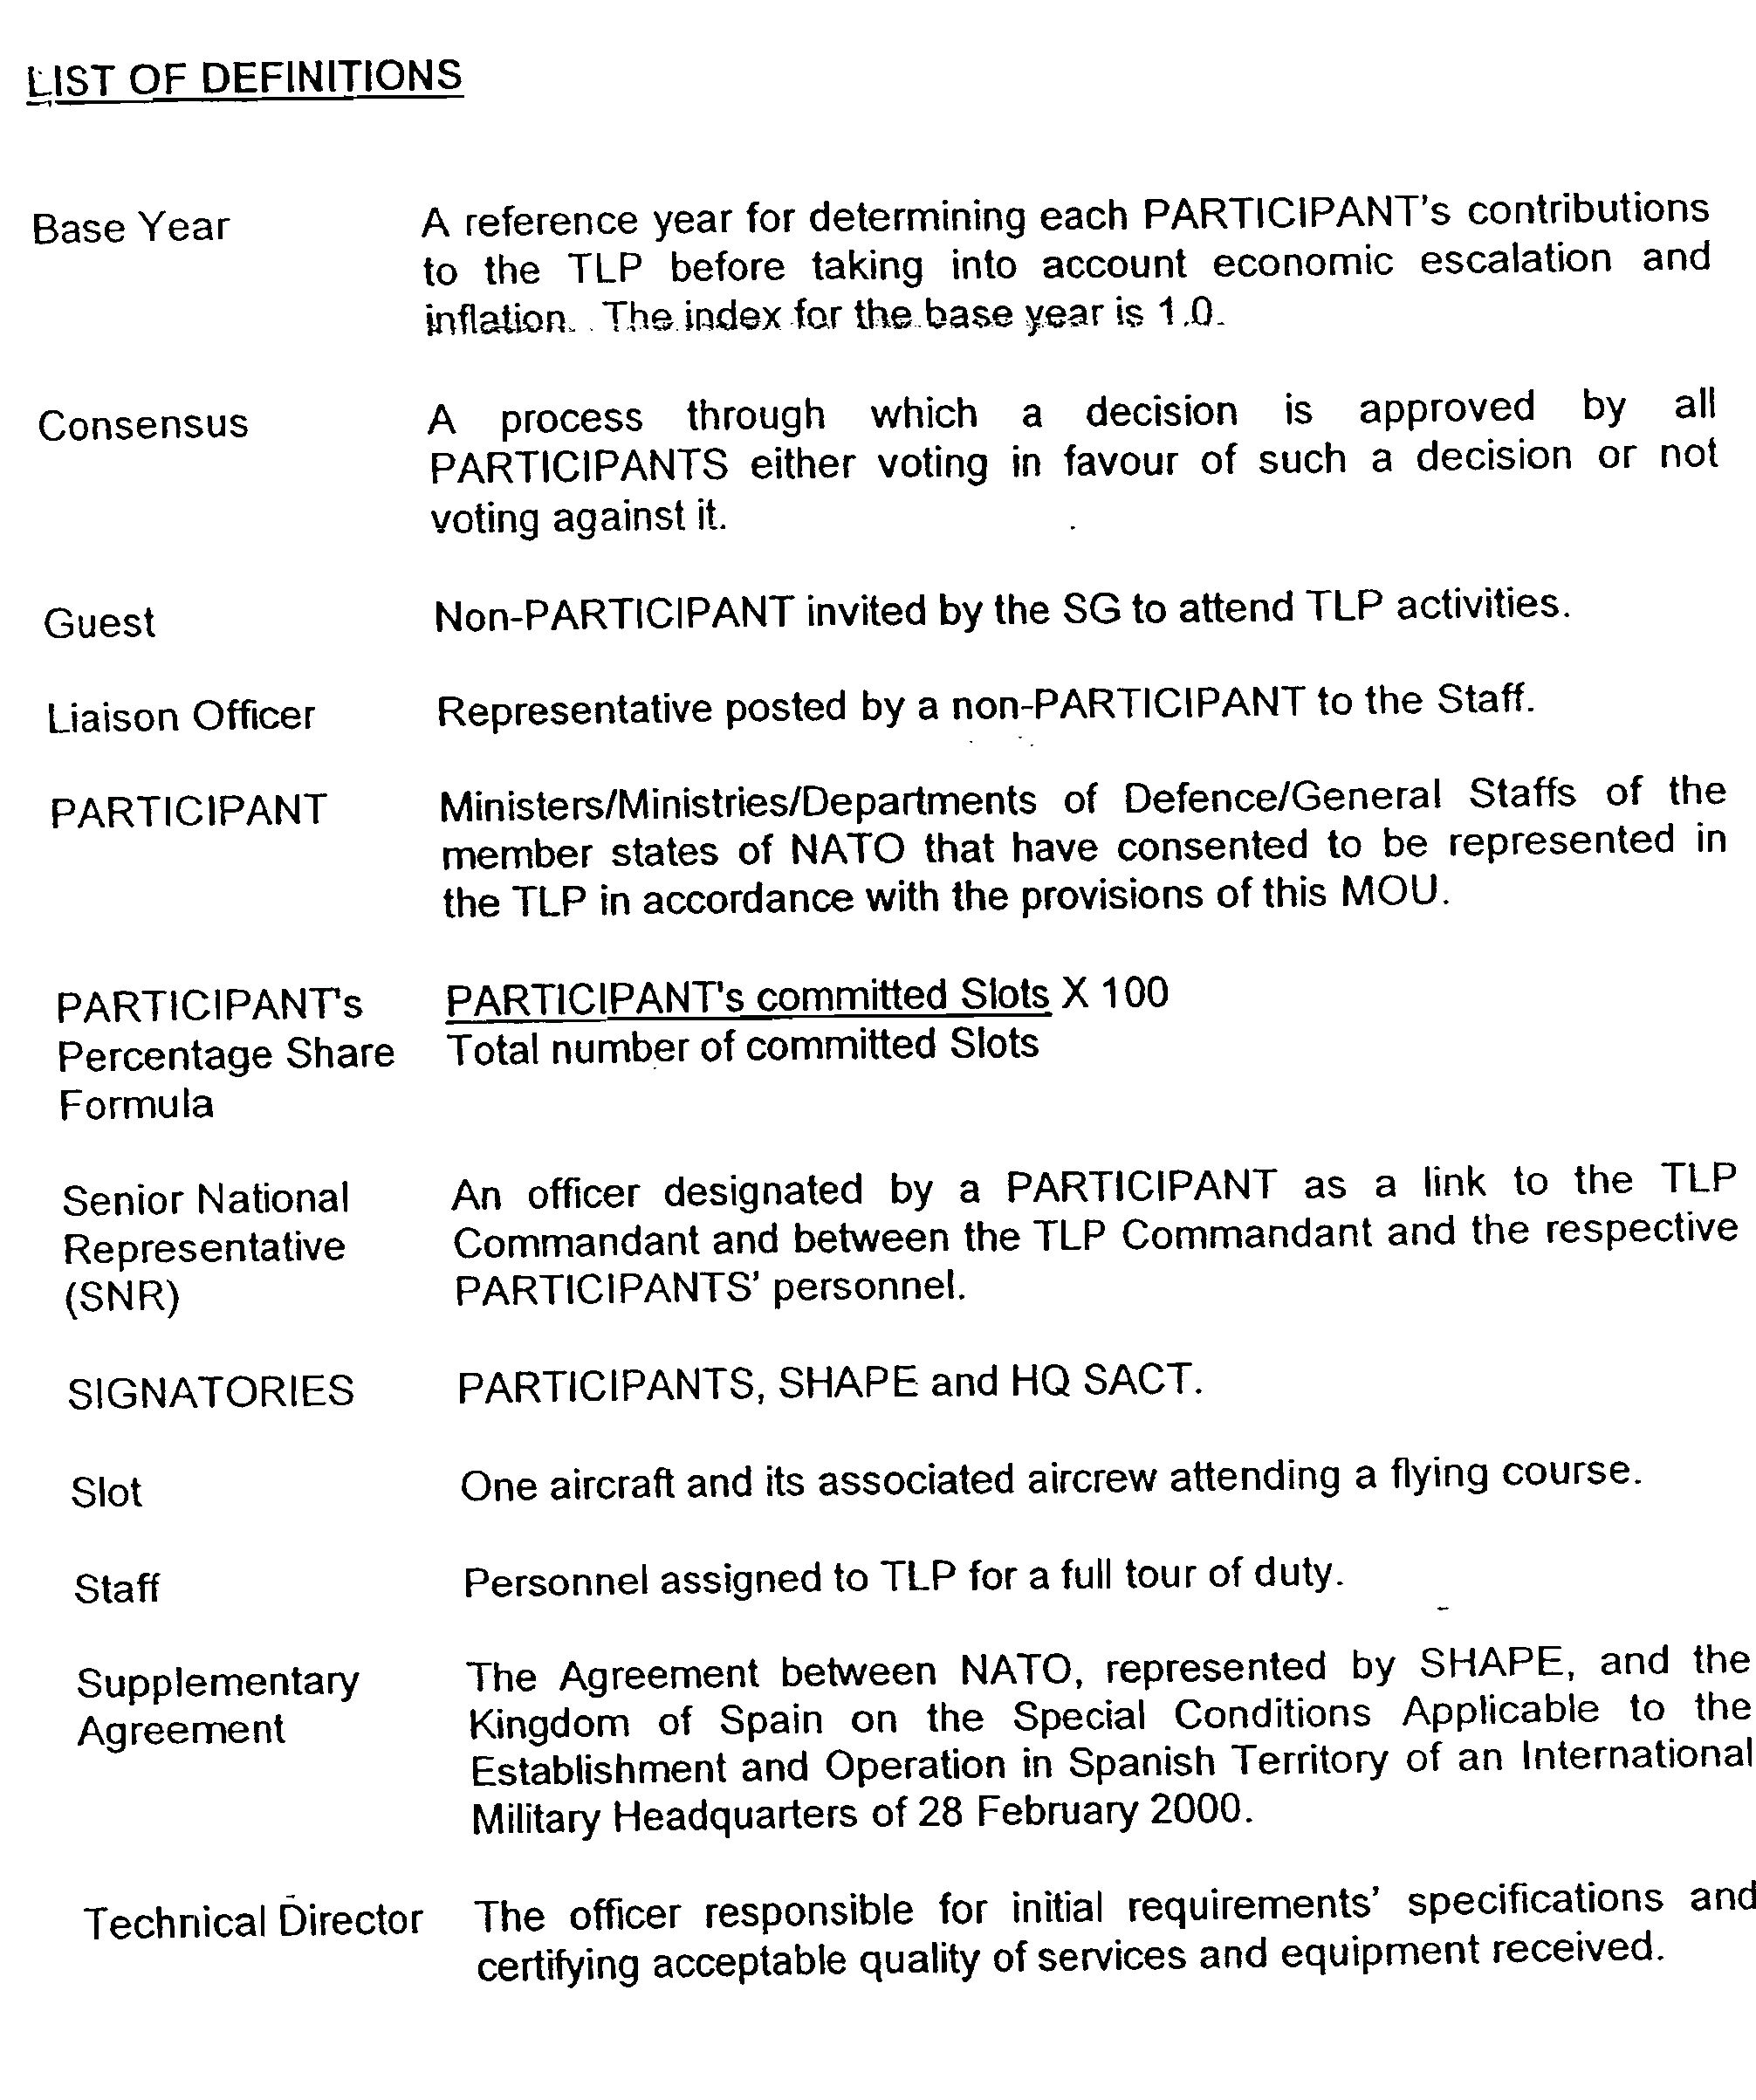 LIST OF DEFINITIONS
Base Year A reference year for determining each PARTICIPANT's contributions
to the TLP before taking into account economic escalation and
inflation. The index for the base year is 1.0.
Consensus A process through which a decision is approved by all
PARTICIPANTS either voting in favour of such a decision or not
voting against it.
Guest Non-PARTICIPANT invited by the SG to attend TLP activities.
Liaison Officer Representative posted by a non-PARTICIPANT to the Staff.
PARTICIPANT Ministers/Ministries/Departments of Defence/General Staffs of the
member states of NATO that have consented to be represented in
the TLP in accordance with the provisions of this MOU.
PARTICIPANT's PARTICIPANT's committed Slots X 100
Percentage Share Total number of committed Slots
Formula
Senior National An officer designated by a PARTICIPANT as a link to the TLP
Representative Commandant and between the TLP Commandant and the respective
(SNR) PARTICIPANTS' personnel.
SIGNATORIES PARTICIPANTS, SHAPE and HQ SACT.
Slot One aircraft and its associated aircrew attending a flying course.
Staff Personnel assigned to TLP for a full tour of duty.
Supplementary The Agreement between NATO, represented by SHAPE, and the
Agreement Kingdom of Spain on the Special Conditions Applicable to the
Establishment and Operation in Spanish Territory of an International
Military Headquarters of 28 February 2000.
Technical Director The officer responsible for initial requirements' specifications and
certifying acceptable quality of services and equipment received.